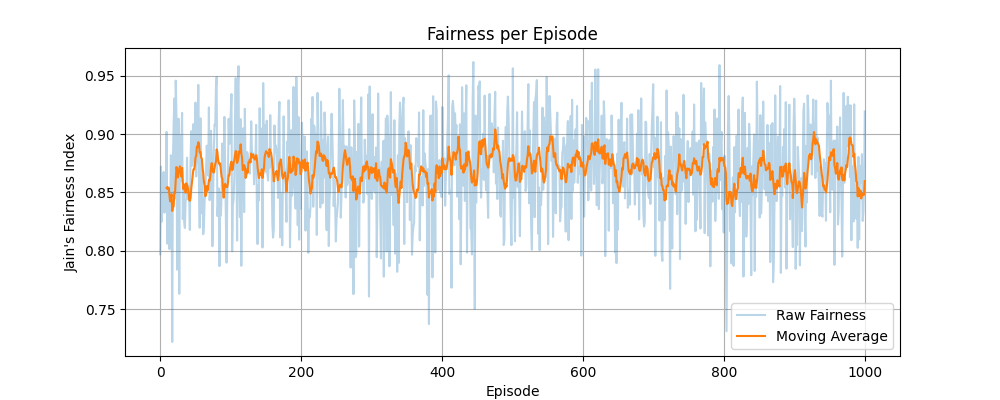 Fairness per Episode
Jain's Fairness Index
0.95
0.90
0.85
0.80
0.75
0
200
400
600
800
1000
Episode
Raw Fairness
Moving Average